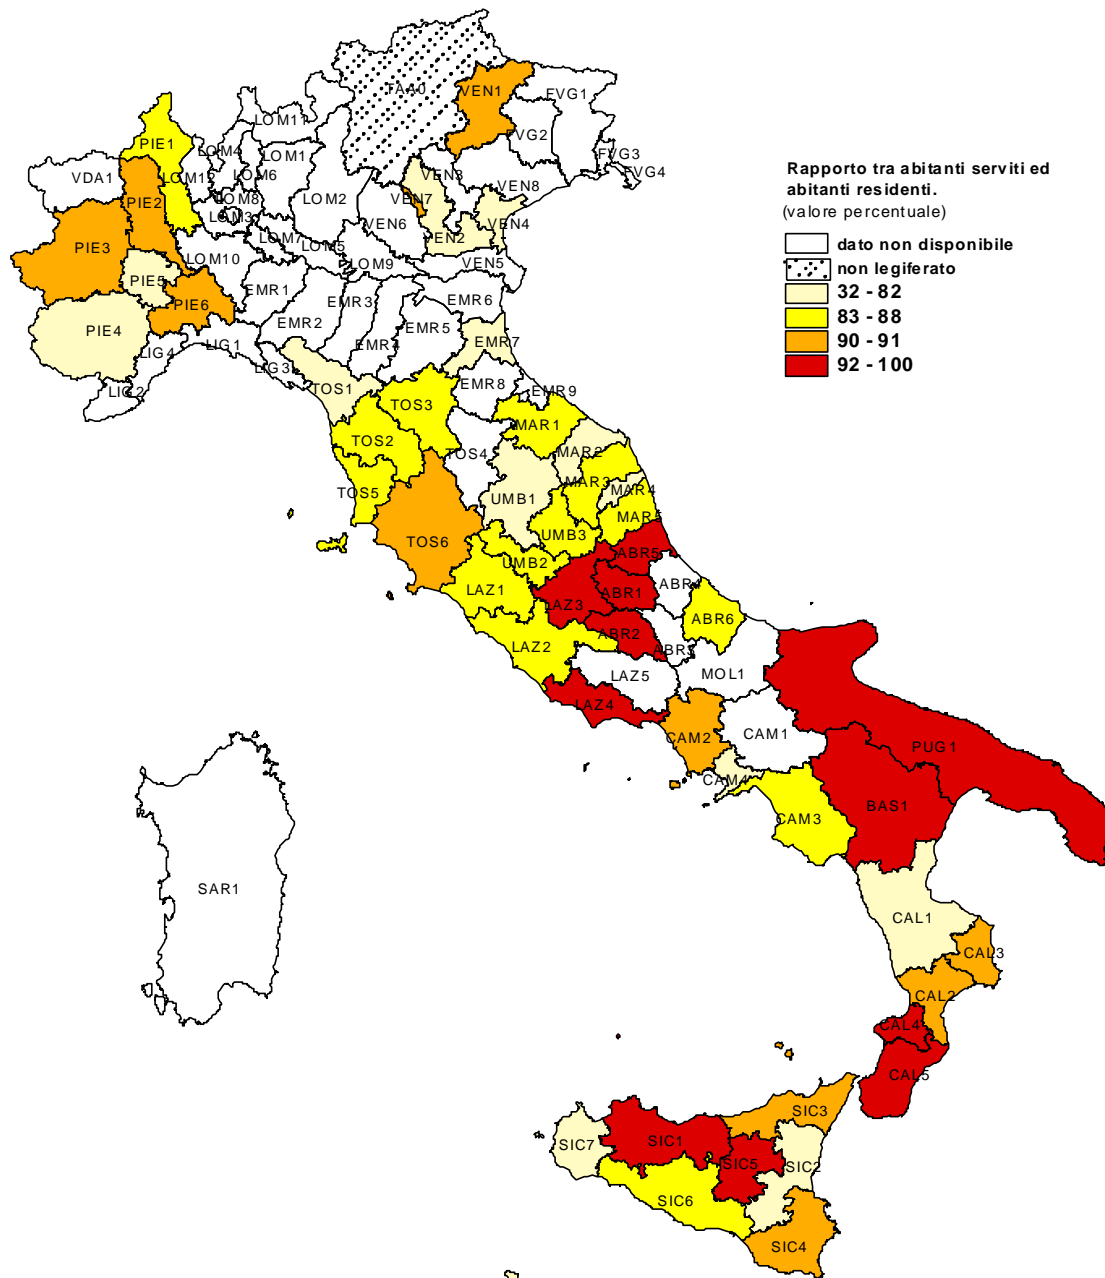 TAA0
VEN1
FVG1
LOM11
FVG2
PIE1
LOM4
LOM1
FVG3
Rapporto tra abitanti serviti ed
VDA1
LOM12
LOM6
VEN3
VEN8
FVG4
abitanti residenti.
PIE2
LOM8
LOM2
VEN7
(valore percentuale)
LOM3
VEN6
VEN4
PIE3
LOM7
LOM5
VEN2
dato non disponibile
LOM10
LOM9
VEN5
non legiferato
PIE5
EMR1
32 - 82
PIE6
EMR3
EMR6
83 - 88
PIE4
EMR2
EMR5
90 - 91
LIG1
EMR4
EMR7
92 - 100
LIG4
LIG3
LIG2
TOS1
EMR8
EMR9
TOS3
MAR1
TOS2
TOS4
MAR2
TOS5
UMB1
MAR3
MAR4
MAR5
TOS6
UMB3
UMB2
ABR5
LAZ1
LAZ3
ABR1
ABR4
ABR6
LAZ2
ABR2
ABR3
LAZ5
MOL1
LAZ4
CAM2
CAM1
PUG1
CAM4
CAM3
BAS1
SAR1
CAL1
CAL3
CAL2
CAL4
CAL5
SIC3
SIC7
SIC1
SIC5
SIC2
SIC6
SIC4